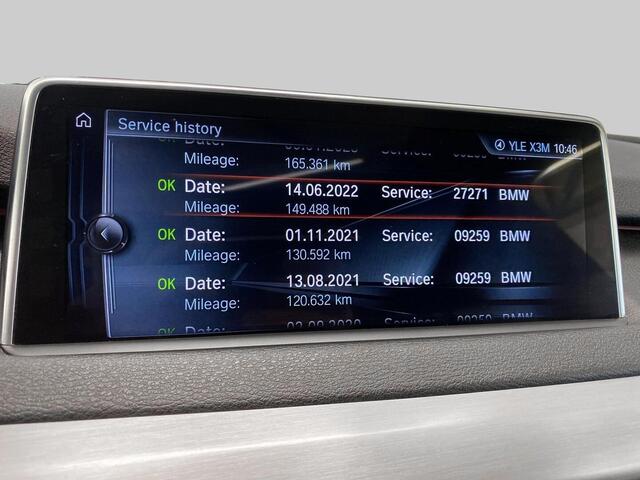 Service history
YLE X3M 10:46
Mileage: 165.361 km
OK Date: 14.06.2022 Service: 27271 BMW
Mileage: 149.488 km
OK Date: 01.11.2021 Service: 09259 BMW
Mileage: 130.592 km
OK Date: 13.08.2021 Service: 09259 BMW
Mileage: 120.632 km
OK Date: